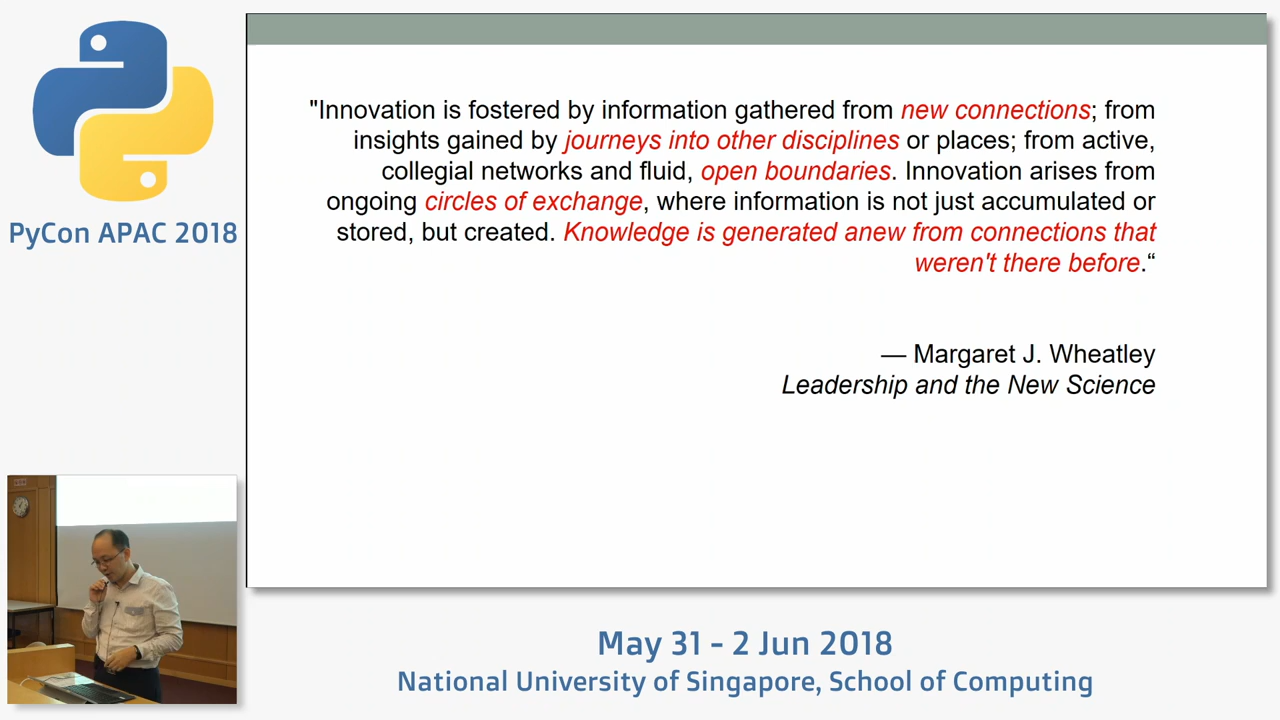 PyCon APAC 2018
"Innovation is fostered by information gathered from new connections; from
insights gained by journeys into other disciplines or places; from active,
collegial networks and fluid, open boundaries. Innovation arises from
ongoing circles of exchange, where information is not just accumulated or
stored, but created. Knowledge is generated anew from connections that
weren't there before.“
— Margaret J. Wheatley
Leadership and the New Science
May 31 - 2 Jun 2018
National University of Singapore, School of Computing